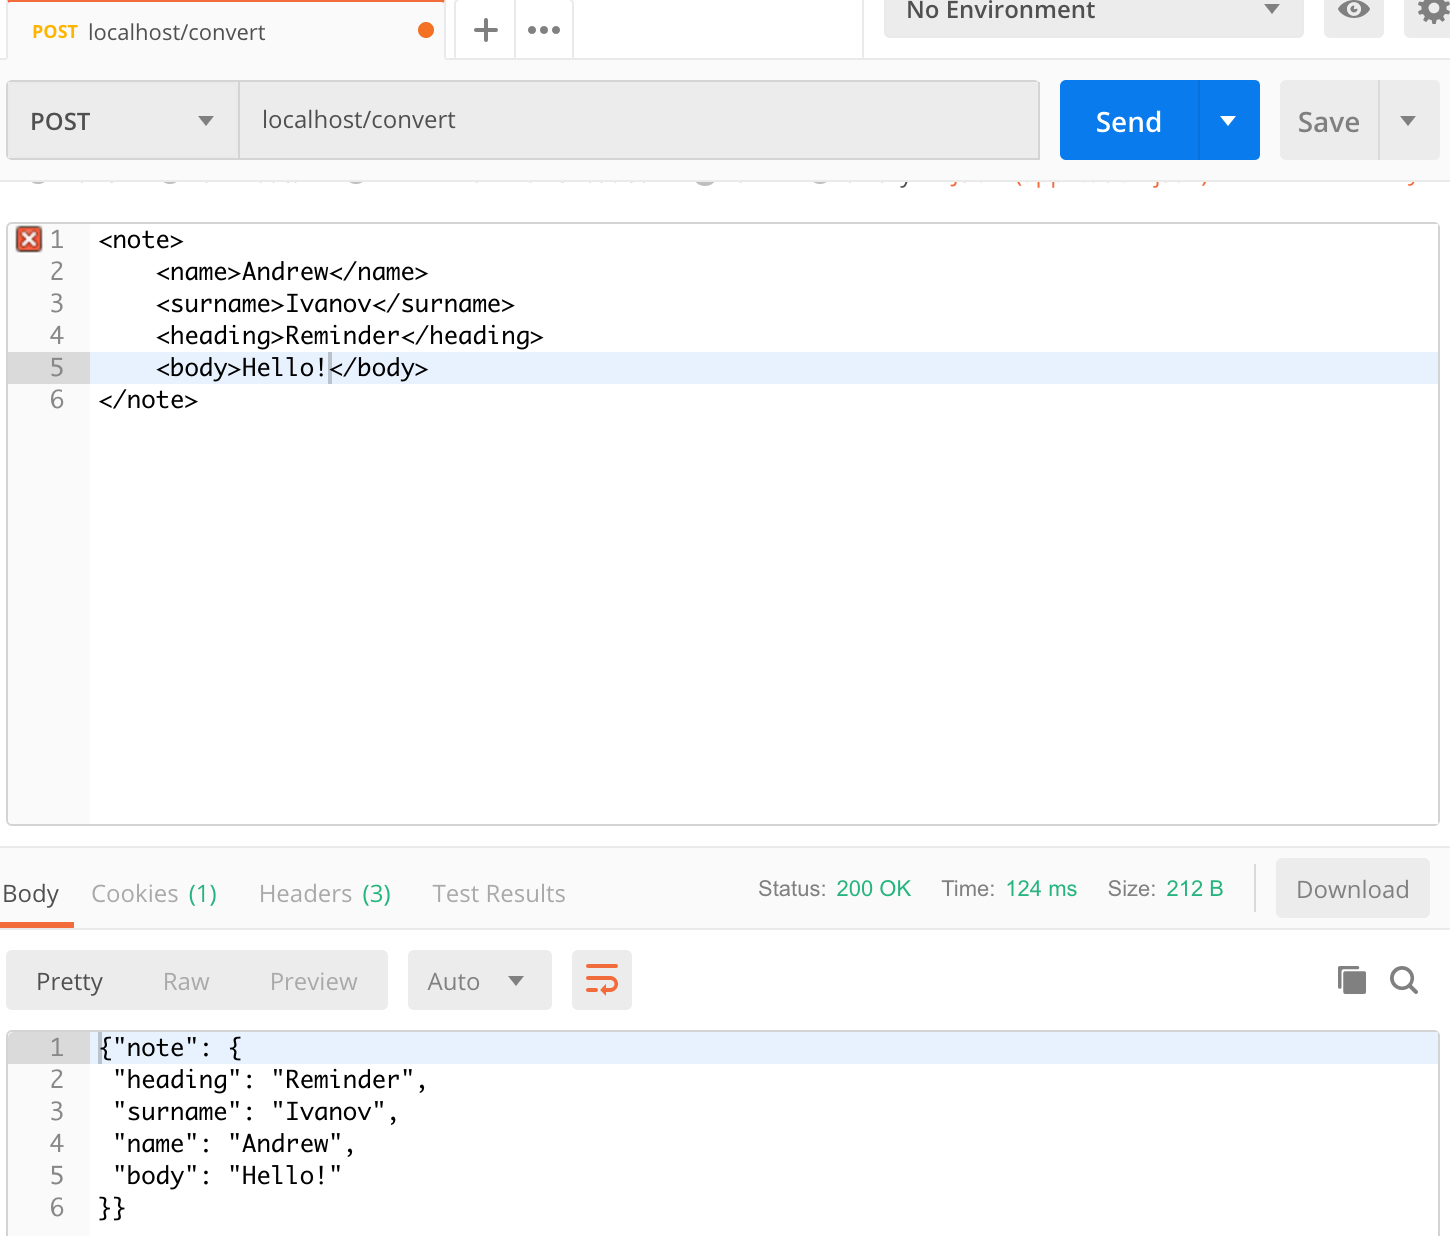 POST localhost/convert
No Environment
POST localhost/convert Send Save
1 <note>
2 <name>Andrew</name>
3 <surname>Ivanov</surname>
4 <heading>Reminder</heading>
5 <body>Hello!</body>
6 </note>
Body Cookies (1) Headers (3) Test Results Status: 200 OK Time: 124 ms Size: 212 B Download
Pretty Raw Preview Auto
1 {"note": {
2 "heading": "Reminder",
3 "surname": "Ivanov",
4 "name": "Andrew",
5 "body": "Hello!"
6 }}